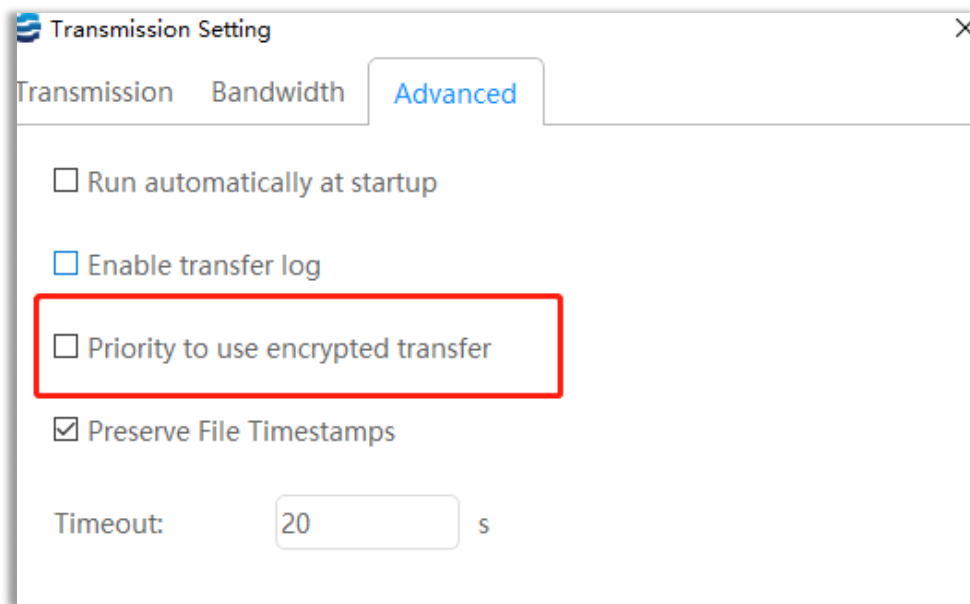 Transmission Setting
Transmission Bandwidth Advanced
Run automatically at startup
Enable transfer log
Priority to use encrypted transfer
Preserve File Timestamps
Timeout: 20 s